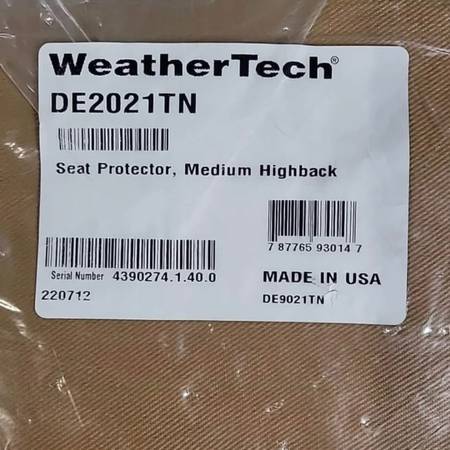 WeatherTech®
DE2021TN
Seat Protector, Medium Highback
7 87765 93014 7
Serial Number 4390274.1.40.0
MADE IN USA
220712
DE9021TN